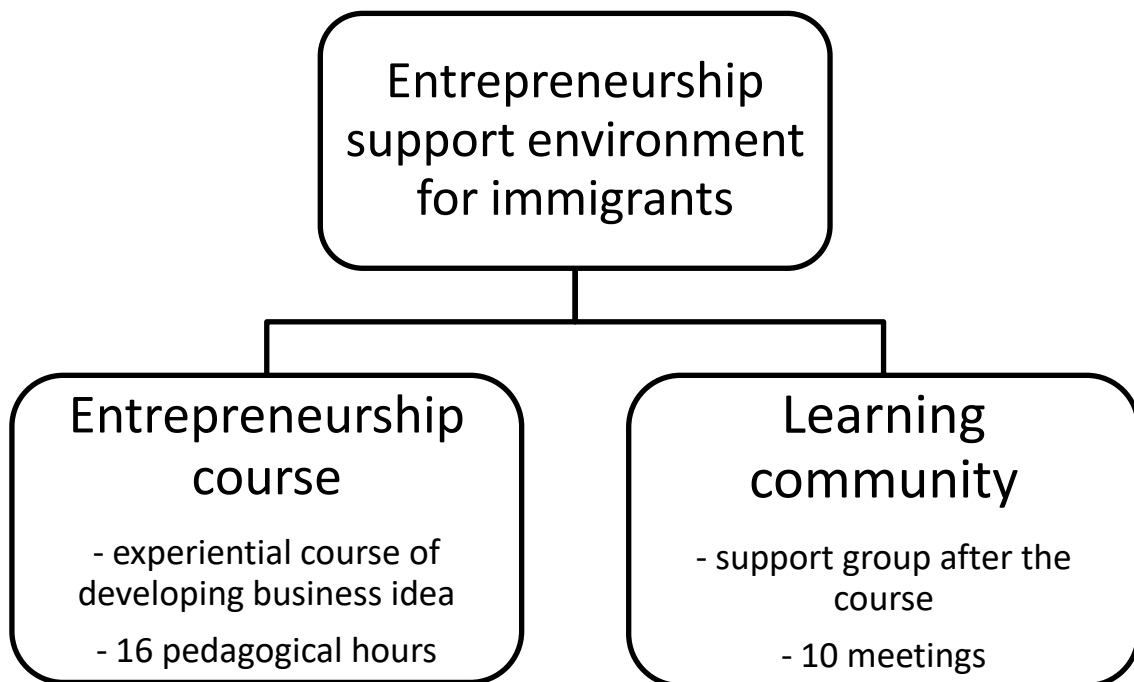 Entrepreneurship
support environment
for immigrants
Entrepreneurship
course
- experiential course of
developing business idea
- 16 pedagogical hours
Learning
community
- support group after the
course
- 10 meetings